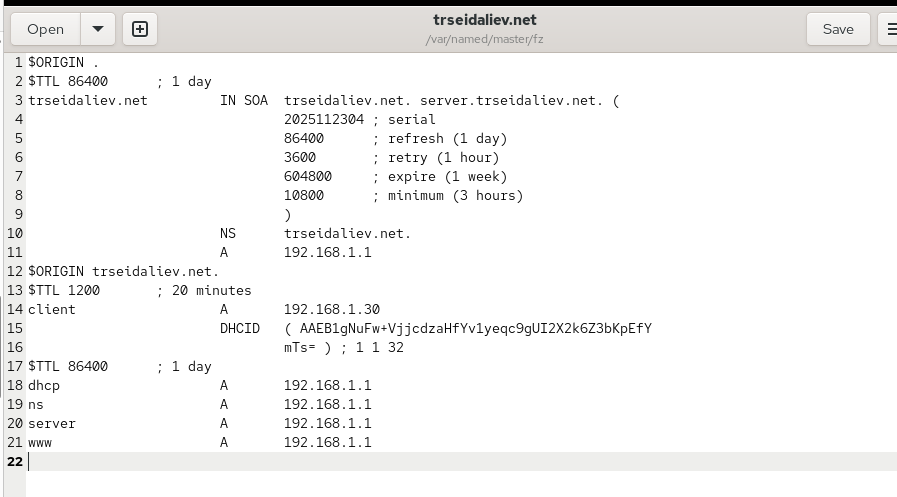 Open
trseidaliev.net
/var/named/master/fz
Save
1 $ORIGIN .
2 $TTL 86400      ; 1 day
3 trseidaliev.net         IN SOA  trseidaliev.net. server.trseidaliev.net. (
4                                 2025112304 ; serial
5                                 86400      ; refresh (1 day)
6                                 3600       ; retry (1 hour)
7                                 604800     ; expire (1 week)
8                                 10800      ; minimum (3 hours)
9                                 )
10                         NS      trseidaliev.net.
11                         A       192.168.1.1
12 $ORIGIN trseidaliev.net.
13 $TTL 1200       ; 20 minutes
14 client                  A       192.168.1.30
15                         DHCID   ( AAEB1gNuFw+VjjcdzaHfYv1yeqc9gUI2X2k6Z3bKpEfY
16                                 mTs= ) ; 1 1 32
17 $TTL 86400      ; 1 day
18 dhcp                    A       192.168.1.1
19 ns                      A       192.168.1.1
20 server                  A       192.168.1.1
21 www                     A       192.168.1.1
22